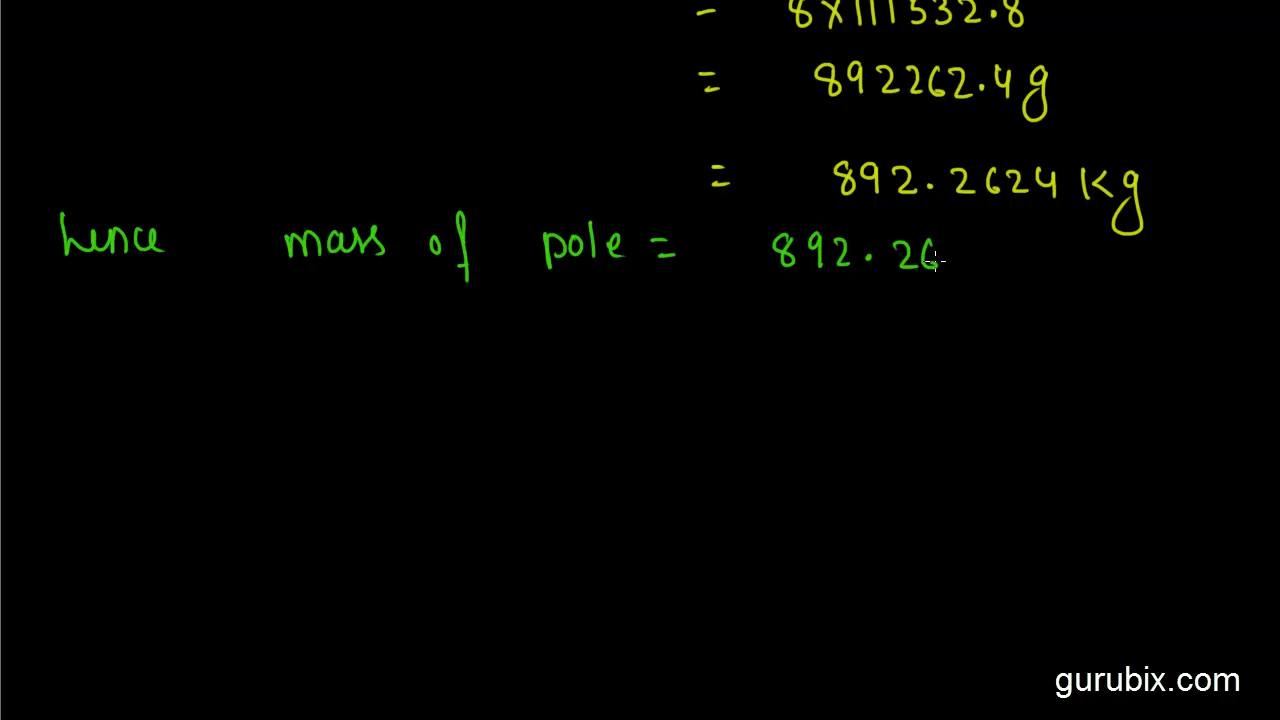 = 8×111532.8
= 892262.4g
= 892.2624 Kg
hence mass of pole = 892.26
gurubix.com